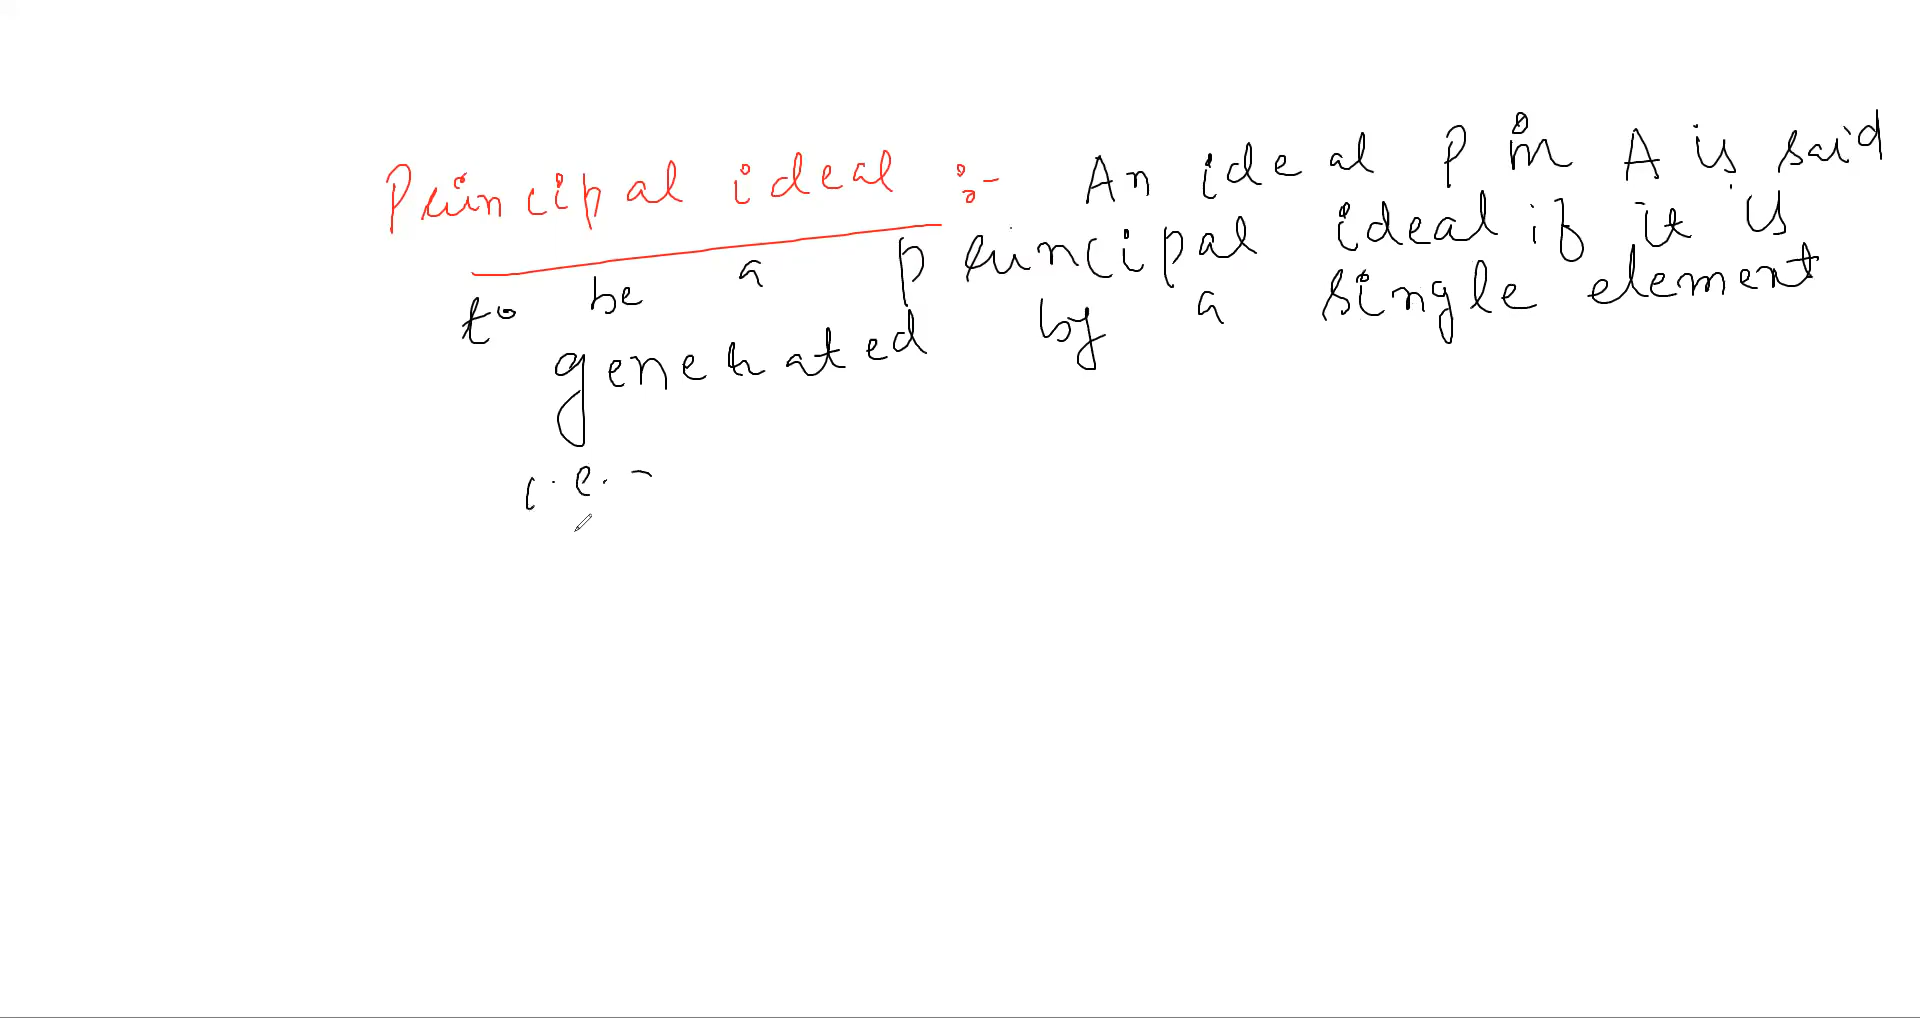 Principal ideal :- An ideal P in A is said
to be a principal ideal if it is
generated by a single element
i.e. -